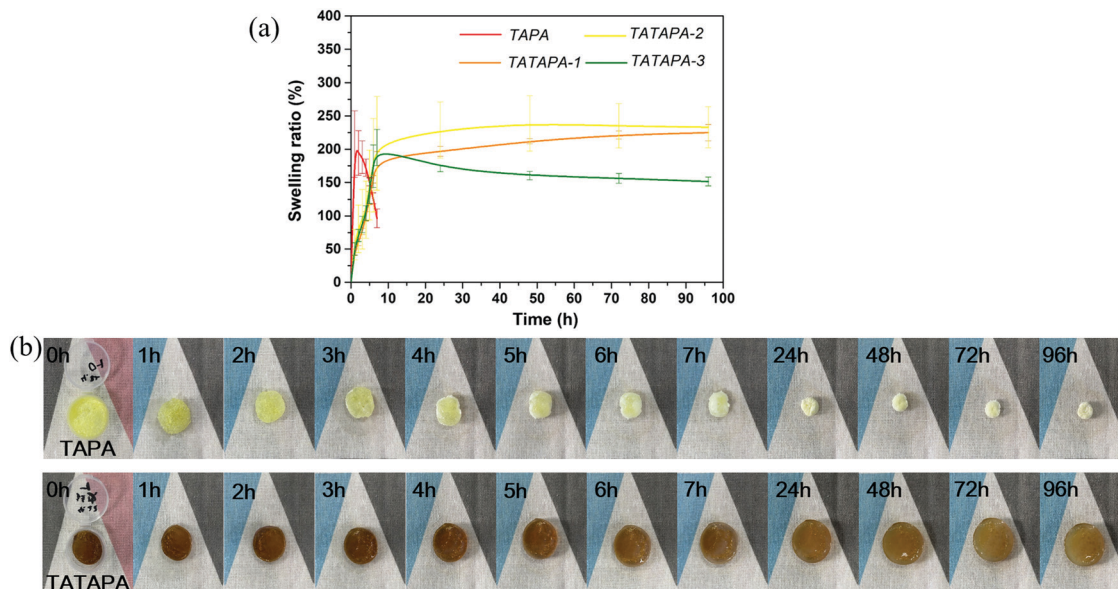 (a)
400
350
300
250
200
150
100
50
0
Swelling ratio (%)
TAPA
TATAPA-2
TATAPA-1
TATAPA-3
0 10 20 30 40 50 60 70 80 90 100
Time (h)
(b)
0h 1h 2h 3h 4h 5h 6h 7h 24h 48h 72h 96h
TAPA
0h 1h 2h 3h 4h 5h 6h 7h 24h 48h 72h 96h
TATAPA